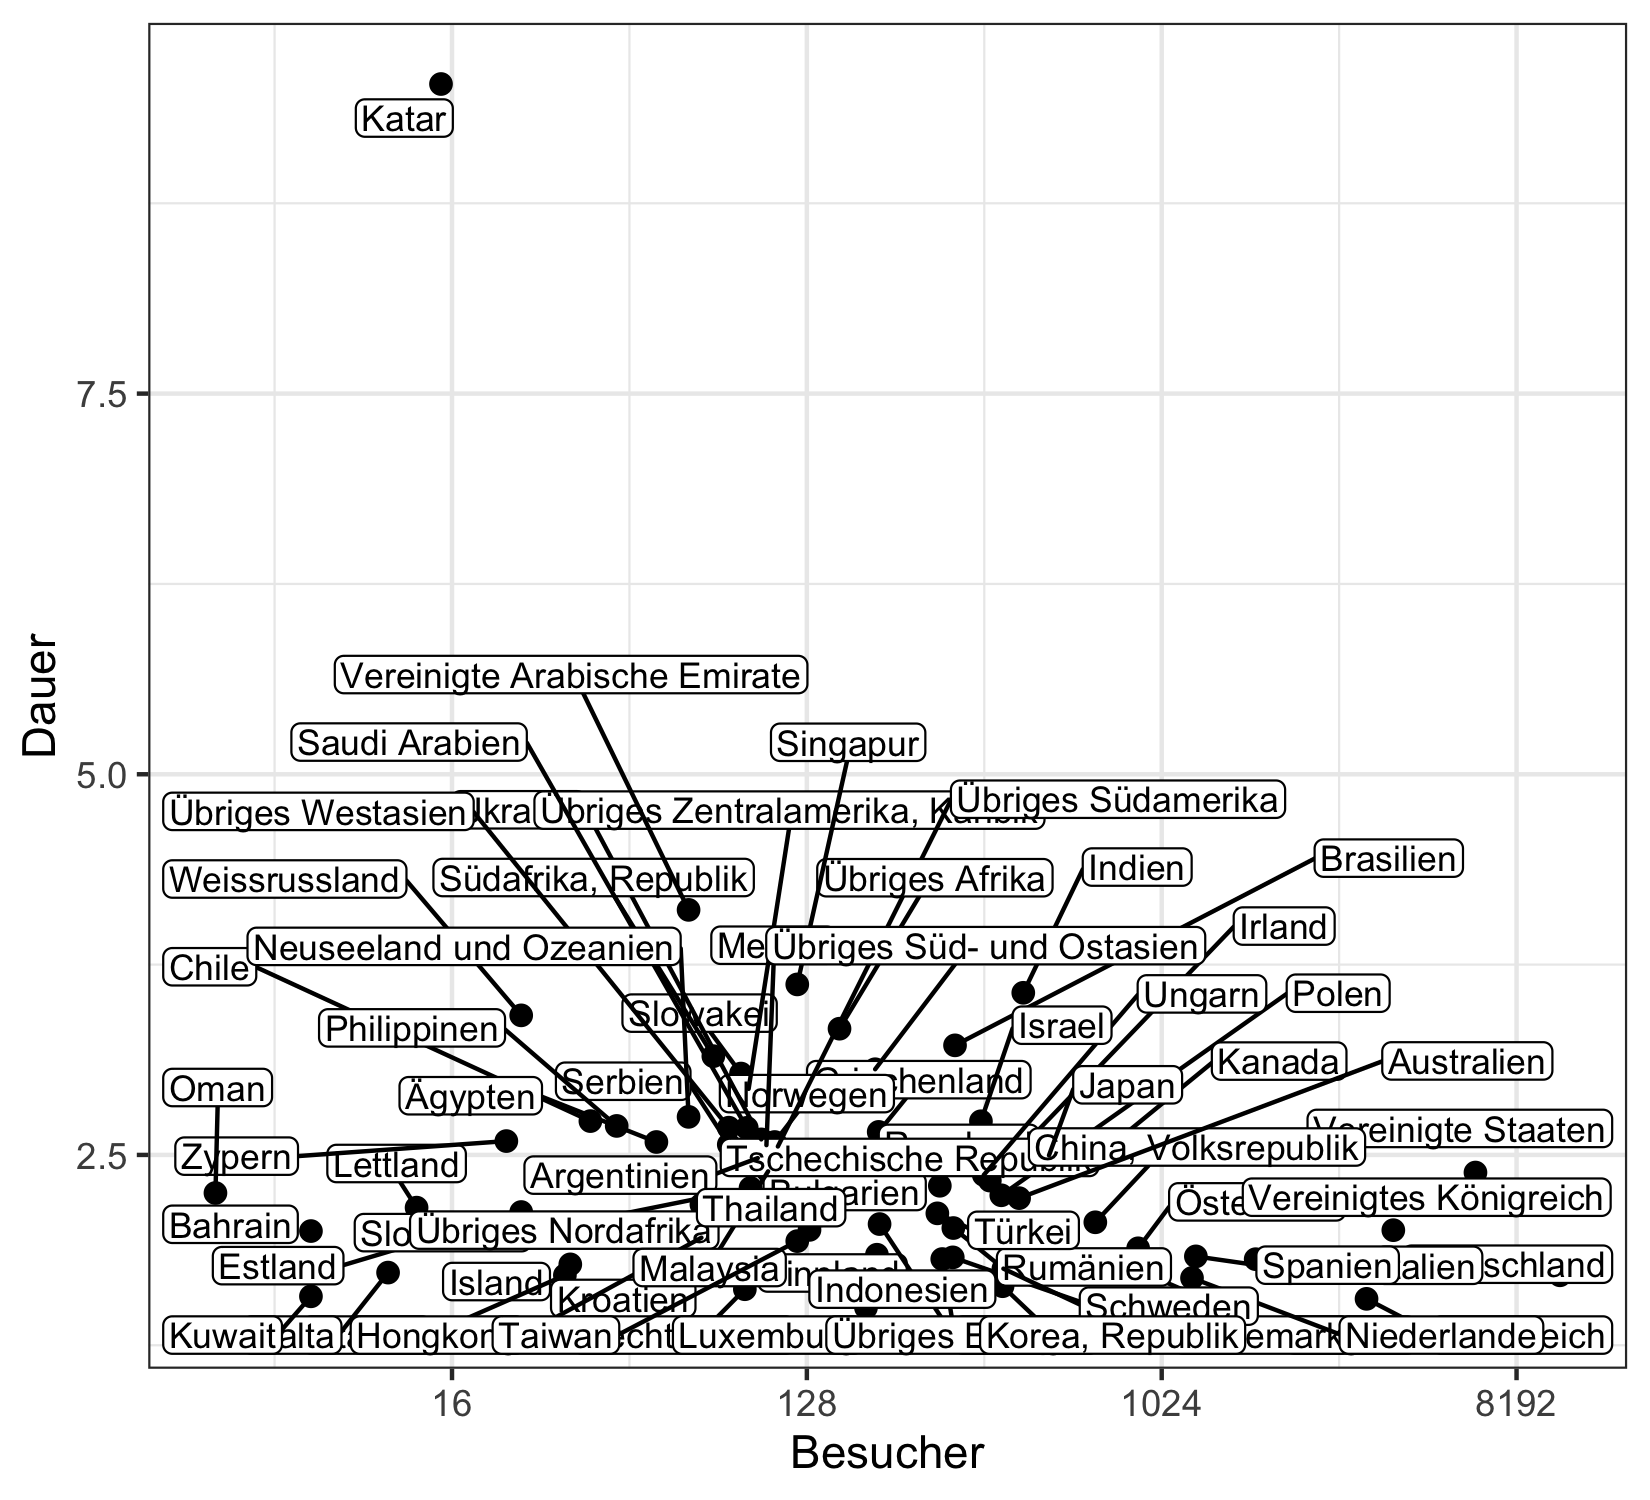 Katar
7.5
Vereinigte Arabische Emirate
Dauer
Saudi Arabien
Singapur
5.0
Übriges Westasien
Übriges Zentralamerika,
Übriges Südamerika
Brasilien
Indien
Weissrussland
Südafrika, Republik
Übriges Afrika
Irland
Neuseeland und Ozeanien
Übriges Süd- und Ostasien
Chile
Ungarn
Polen
Slowakei
Philippinen
Israel
Kanada
Australien
Oman
Serbien
Japan
Ägypten
Norwegen
Vereinigte Staaten
China, Volksrepublik
2.5
Zypern
Lettland
Tschechische Republik
Argentinien
Bulgarien
Vereinigtes Königreich
Thailand
Bahrain
Übriges Nordafrika
Türkei
Estland
Malaysia
Rumänien
Spanien
Island
Indonesien
Kroatien
Schweden
Kuwait
Taiwan
Korea, Republik
Niederlande
16
128
1024
8192
Besucher